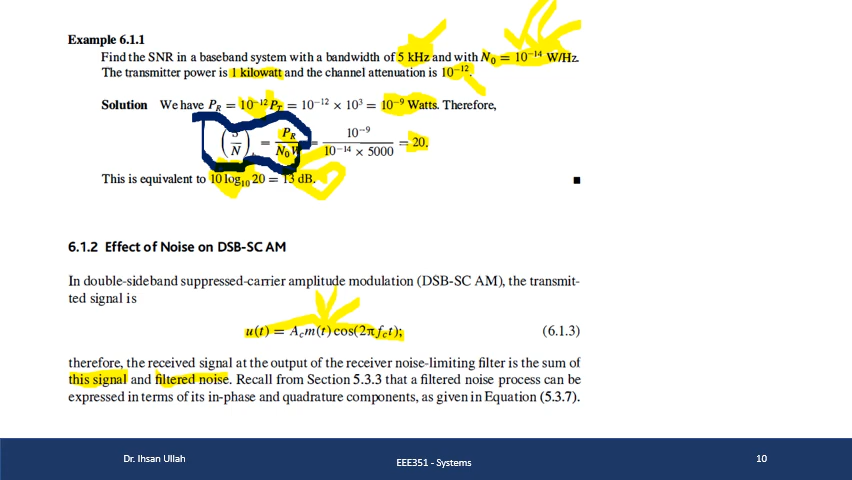 Example 6.1.1
Find the SNR in a baseband system with a bandwidth of 5 kHz and with N₀ = 10⁻¹⁴ W/Hz.
The transmitter power is 1 kilowatt and the channel attenuation is 10⁻¹².
Solution We have P_R = 10⁻¹²P_T = 10⁻¹² × 10³ = 10⁻⁹ Watts. Therefore,
(S/N)_b = P_R/(N₀W) = 10⁻⁹/(10⁻¹⁴ × 5000) = 20.
This is equivalent to 10 log₁₀ 20 = 13 dB. ■
6.1.2 Effect of Noise on DSB-SC AM
In double-sideband suppressed-carrier amplitude modulation (DSB-SC AM), the transmit-
ted signal is
u(t) = A_c m(t) cos(2πf_c t); (6.1.3)
therefore, the received signal at the output of the receiver noise-limiting filter is the sum of
this signal and filtered noise. Recall from Section 5.3.3 that a filtered noise process can be
expressed in terms of its in-phase and quadrature components, as given in Equation (5.3.7).
Dr. Ihsan Ullah
EEE351 - Systems
10